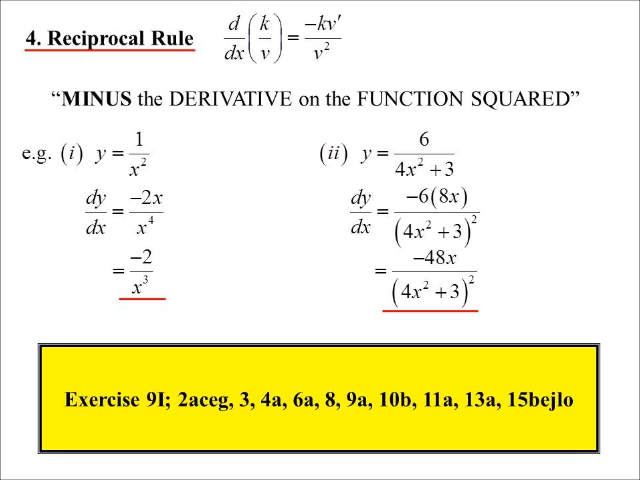 4. Reciprocal Rule d/dx (k/v) = -kv′/v²
“MINUS the DERIVATIVE on the FUNCTION SQUARED”
e.g. (i) y = 1/x²
dy/dx = -2x/x⁴
= -2/x³
(ii) y = 6/(4x² + 3)
dy/dx = -6(8x)/(4x² + 3)²
= -48x/(4x² + 3)²
Exercise 9I; 2aceg, 3, 4a, 6a, 8, 9a, 10b, 11a, 13a, 15bejlo